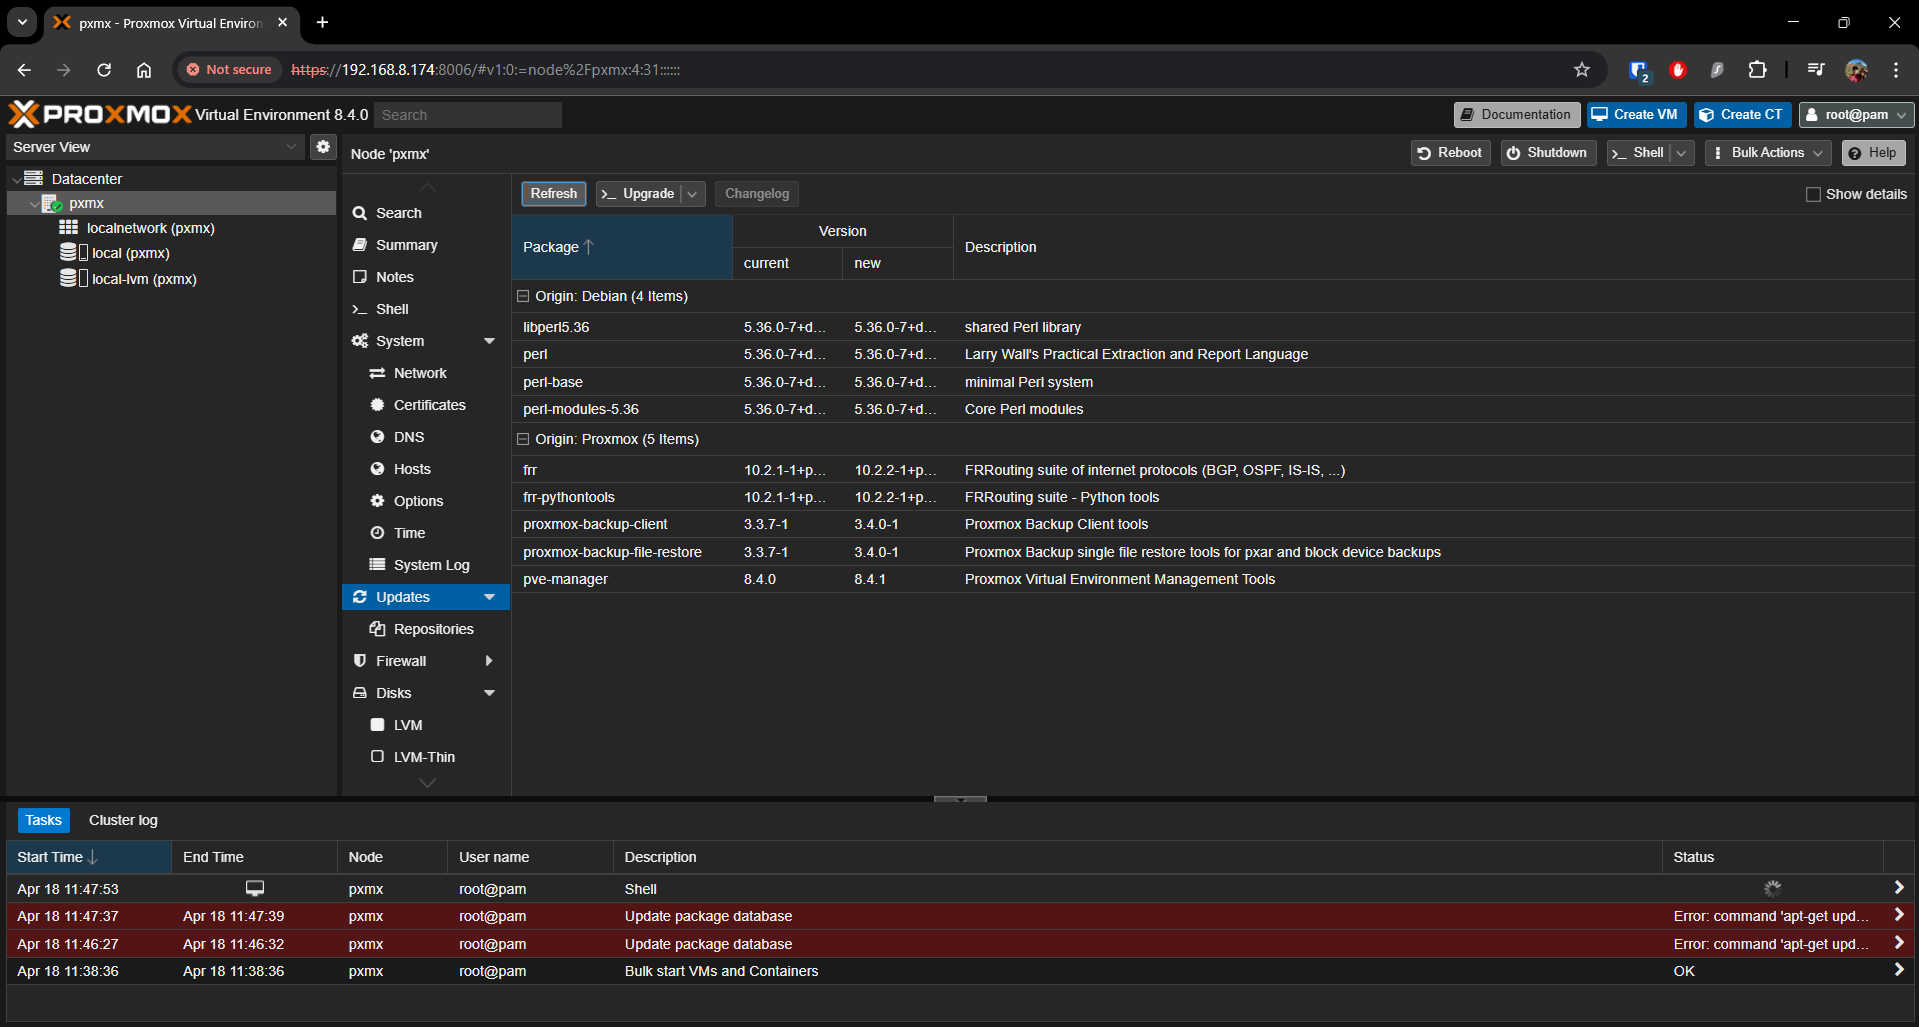 pxmx - Proxmox Virtual Environ
Not secure https://192.168.8.174:8006/#v1:0:=node%2Fpxmx:4:31::::::
2
PROXMOX Virtual Environment 8.4.0 Search
Documentation Create VM Create CT root@pam
Server View
Node 'pxmx'
Reboot Shutdown Shell Bulk Actions Help
Datacenter
pxmx
localnetwork (pxmx)
local (pxmx)
local-lvm (pxmx)
Search
Summary
Notes
Shell
System
Network
Certificates
DNS
Hosts
Options
Time
System Log
Updates
Repositories
Firewall
Disks
LVM
LVM-Thin
Refresh Upgrade Changelog Show details
Package Version Description
current new
Origin: Debian (4 Items)
libperl5.36 5.36.0-7+d... 5.36.0-7+d... shared Perl library
perl 5.36.0-7+d... 5.36.0-7+d... Larry Wall's Practical Extraction and Report Language
perl-base 5.36.0-7+d... 5.36.0-7+d... minimal Perl system
perl-modules-5.36 5.36.0-7+d... 5.36.0-7+d... Core Perl modules
Origin: Proxmox (5 Items)
frr 10.2.1-1+p... 10.2.2-1+p... FRRouting suite of internet protocols (BGP, OSPF, IS-IS, ...)
frr-pythontools 10.2.1-1+p... 10.2.2-1+p... FRRouting suite - Python tools
proxmox-backup-client 3.3.7-1 3.4.0-1 Proxmox Backup Client tools
proxmox-backup-file-restore 3.3.7-1 3.4.0-1 Proxmox Backup single file restore tools for pxar and block device backups
pve-manager 8.4.0 8.4.1 Proxmox Virtual Environment Management Tools
Tasks Cluster log
Start Time End Time Node User name Description Status
Apr 18 11:47:53 pxmx root@pam Shell
Apr 18 11:47:37 Apr 18 11:47:39 pxmx root@pam Update package database Error: command 'apt-get upd...
Apr 18 11:46:27 Apr 18 11:46:32 pxmx root@pam Update package database Error: command 'apt-get upd...
Apr 18 11:38:36 Apr 18 11:38:36 pxmx root@pam Bulk start VMs and Containers OK